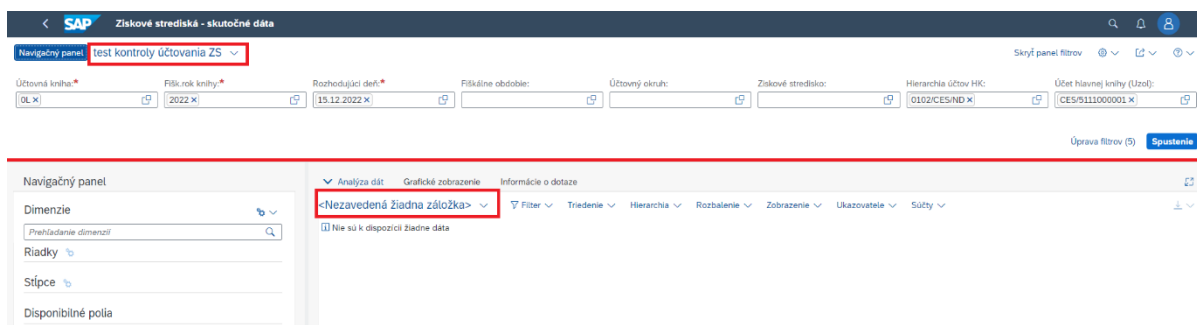 SAP Ziskové strediská - skutočné dáta
Navigačný panel test kontroly účtovania ZS Skryť panel filtrov
Účtovná kniha:* Fišk.rok knihy:* Rozhodujúci deň:* Fiškálne obdobie: Účtovný okruh: Ziskové stredisko: Hierarchia účtov HK: Účet hlavnej knihy (Uzol):
0L 2022 15.12.2022 0102/CES/ND CES/5111000001
Úprava filtrov (5) Spustenie
Navigačný panel
Dimenzie
Prehľadanie dimenzií
Riadky
Stĺpce
Disponibilné polia
Analýza dát Grafické zobrazenie Informácie o dotaze
<Nezavedená žiadna záložka> Filter Triedenie Hierarchia Rozbalenie Zobrazenie Ukazovatele Súčty
Nie sú k dispozícii žiadne dáta